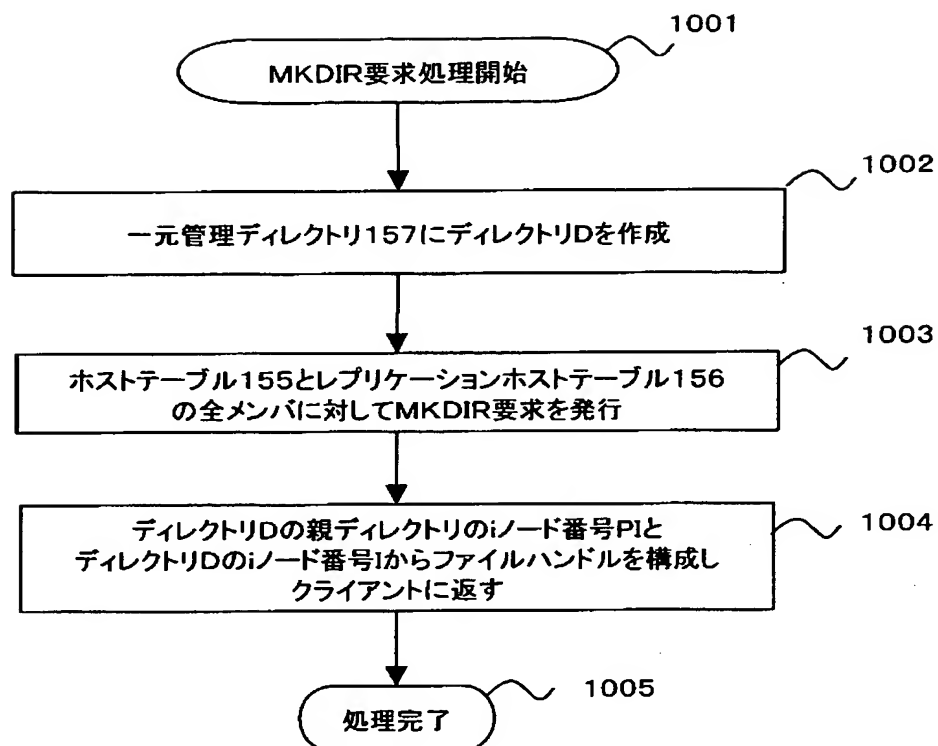 1001
MKDIR要求処理開始
1002
一元管理ディレクトリ157にディレクトリDを作成
1003
ホストテーブル155とレプリケーションホストテーブル156
の全メンバに対してMKDIR要求を発行
1004
ディレクトリDの親ディレクトリのiノード番号PIと
ディレクトリDのiノード番号Iからファイルハンドルを構成し
クライアントに返す
1005
処理完了